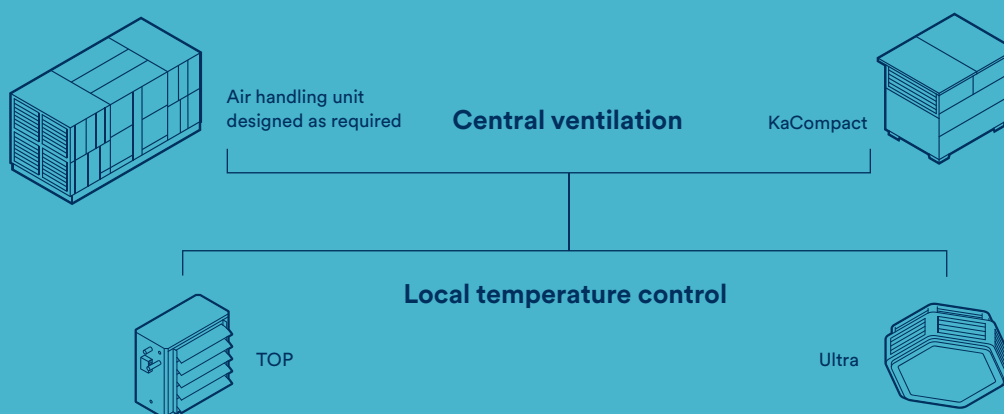 Air handling unit
designed as required
Central ventilation
KaCompact
Local temperature control
TOP
Ultra